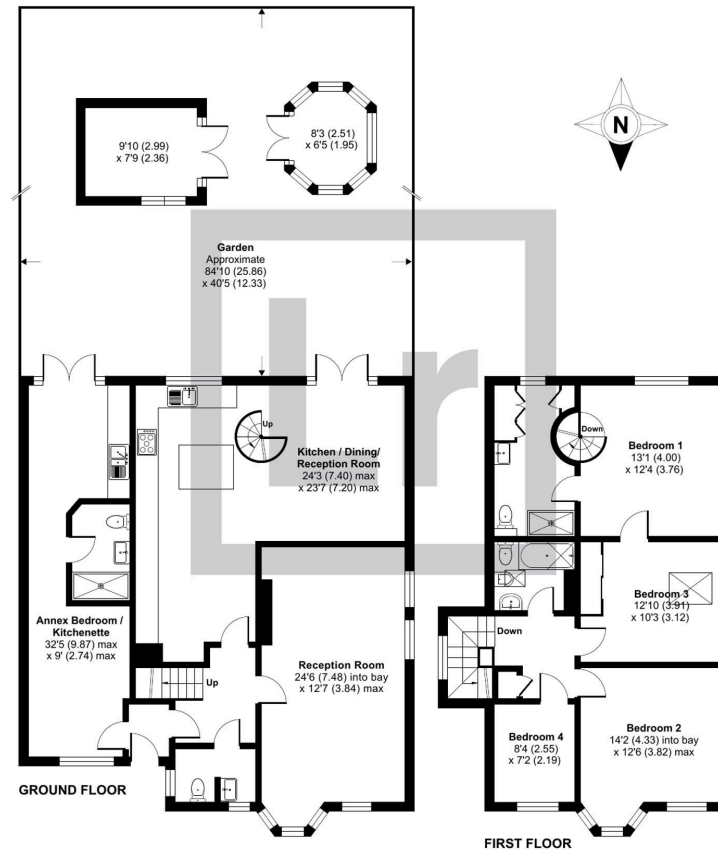 9'10 (2.99)
x 7'9 (2.36)
8'3 (2.51)
x 6'5 (1.95)
N
Garden
Approximate
84'10 (25.86)
x 40'5 (12.33)
lr
Up
Kitchen / Dining/
Reception Room
24'3 (7.40) max
x 23'7 (7.20) max
Annex Bedroom /
Kitchenette
32'5 (9.87) max
x 9' (2.74) max
Up
Reception Room
24'6 (7.48) into bay
x 12'7 (3.84) max
GROUND FLOOR
Down
Bedroom 1
13'1 (4.00)
x 12'4 (3.76)
Bedroom 3
12'10 (3.91)
x 10'3 (3.12)
Down
Bedroom 4
8'4 (2.55)
x 7'2 (2.19)
Bedroom 2
14'2 (4.33) into bay
x 12'6 (3.82) max
FIRST FLOOR